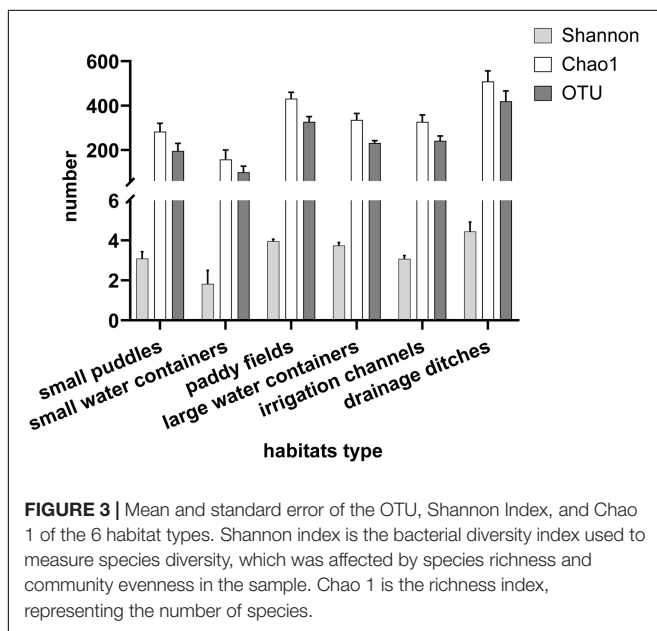 Shannon
Chao1
OTU
600
400
200
6
4
2
0
number
small puddles
small water containers
paddy fields
large water containers
irrigation channels
drainage ditches
habitats type
FIGURE 3 | Mean and standard error of the OTU, Shannon Index, and Chao
1 of the 6 habitat types. Shannon index is the bacterial diversity index used to
measure species diversity, which was affected by species richness and
community evenness in the sample. Chao 1 is the richness index,
representing the number of species.